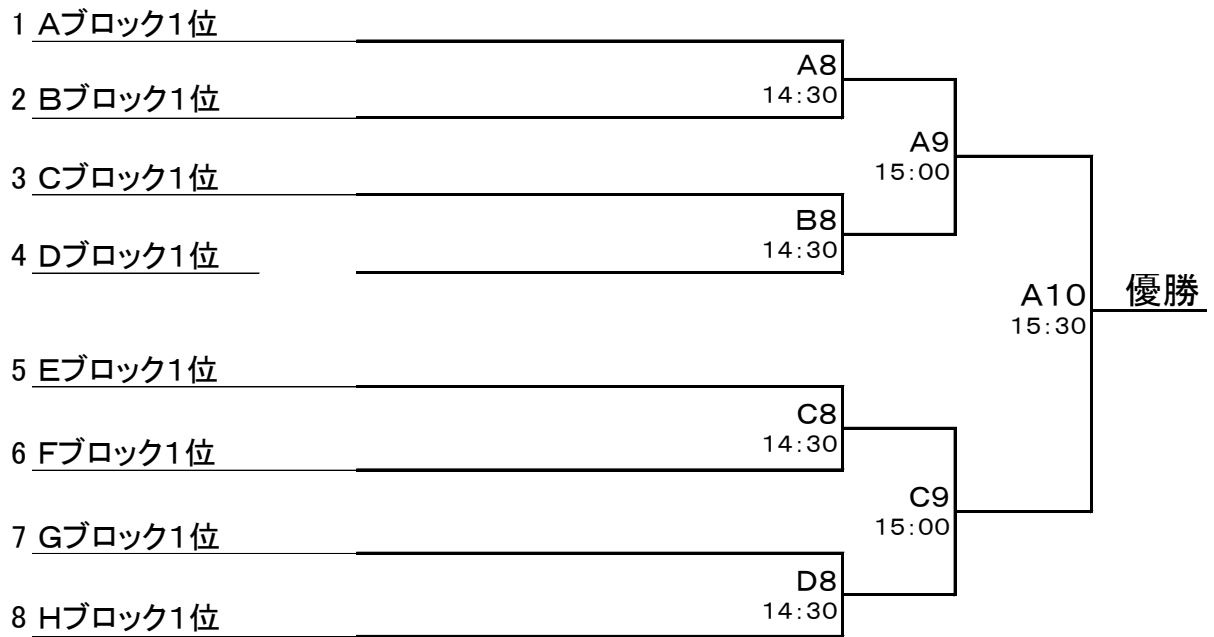 1 Aブロック1位
A8
14:30
2 Bブロック1位
A9
15:00
3 Cブロック1位
B8
14:30
4 Dブロック1位
A10
15:30
優勝
5 Eブロック1位
C8
14:30
6 Fブロック1位
C9
15:00
7 Gブロック1位
D8
14:30
8 Hブロック1位